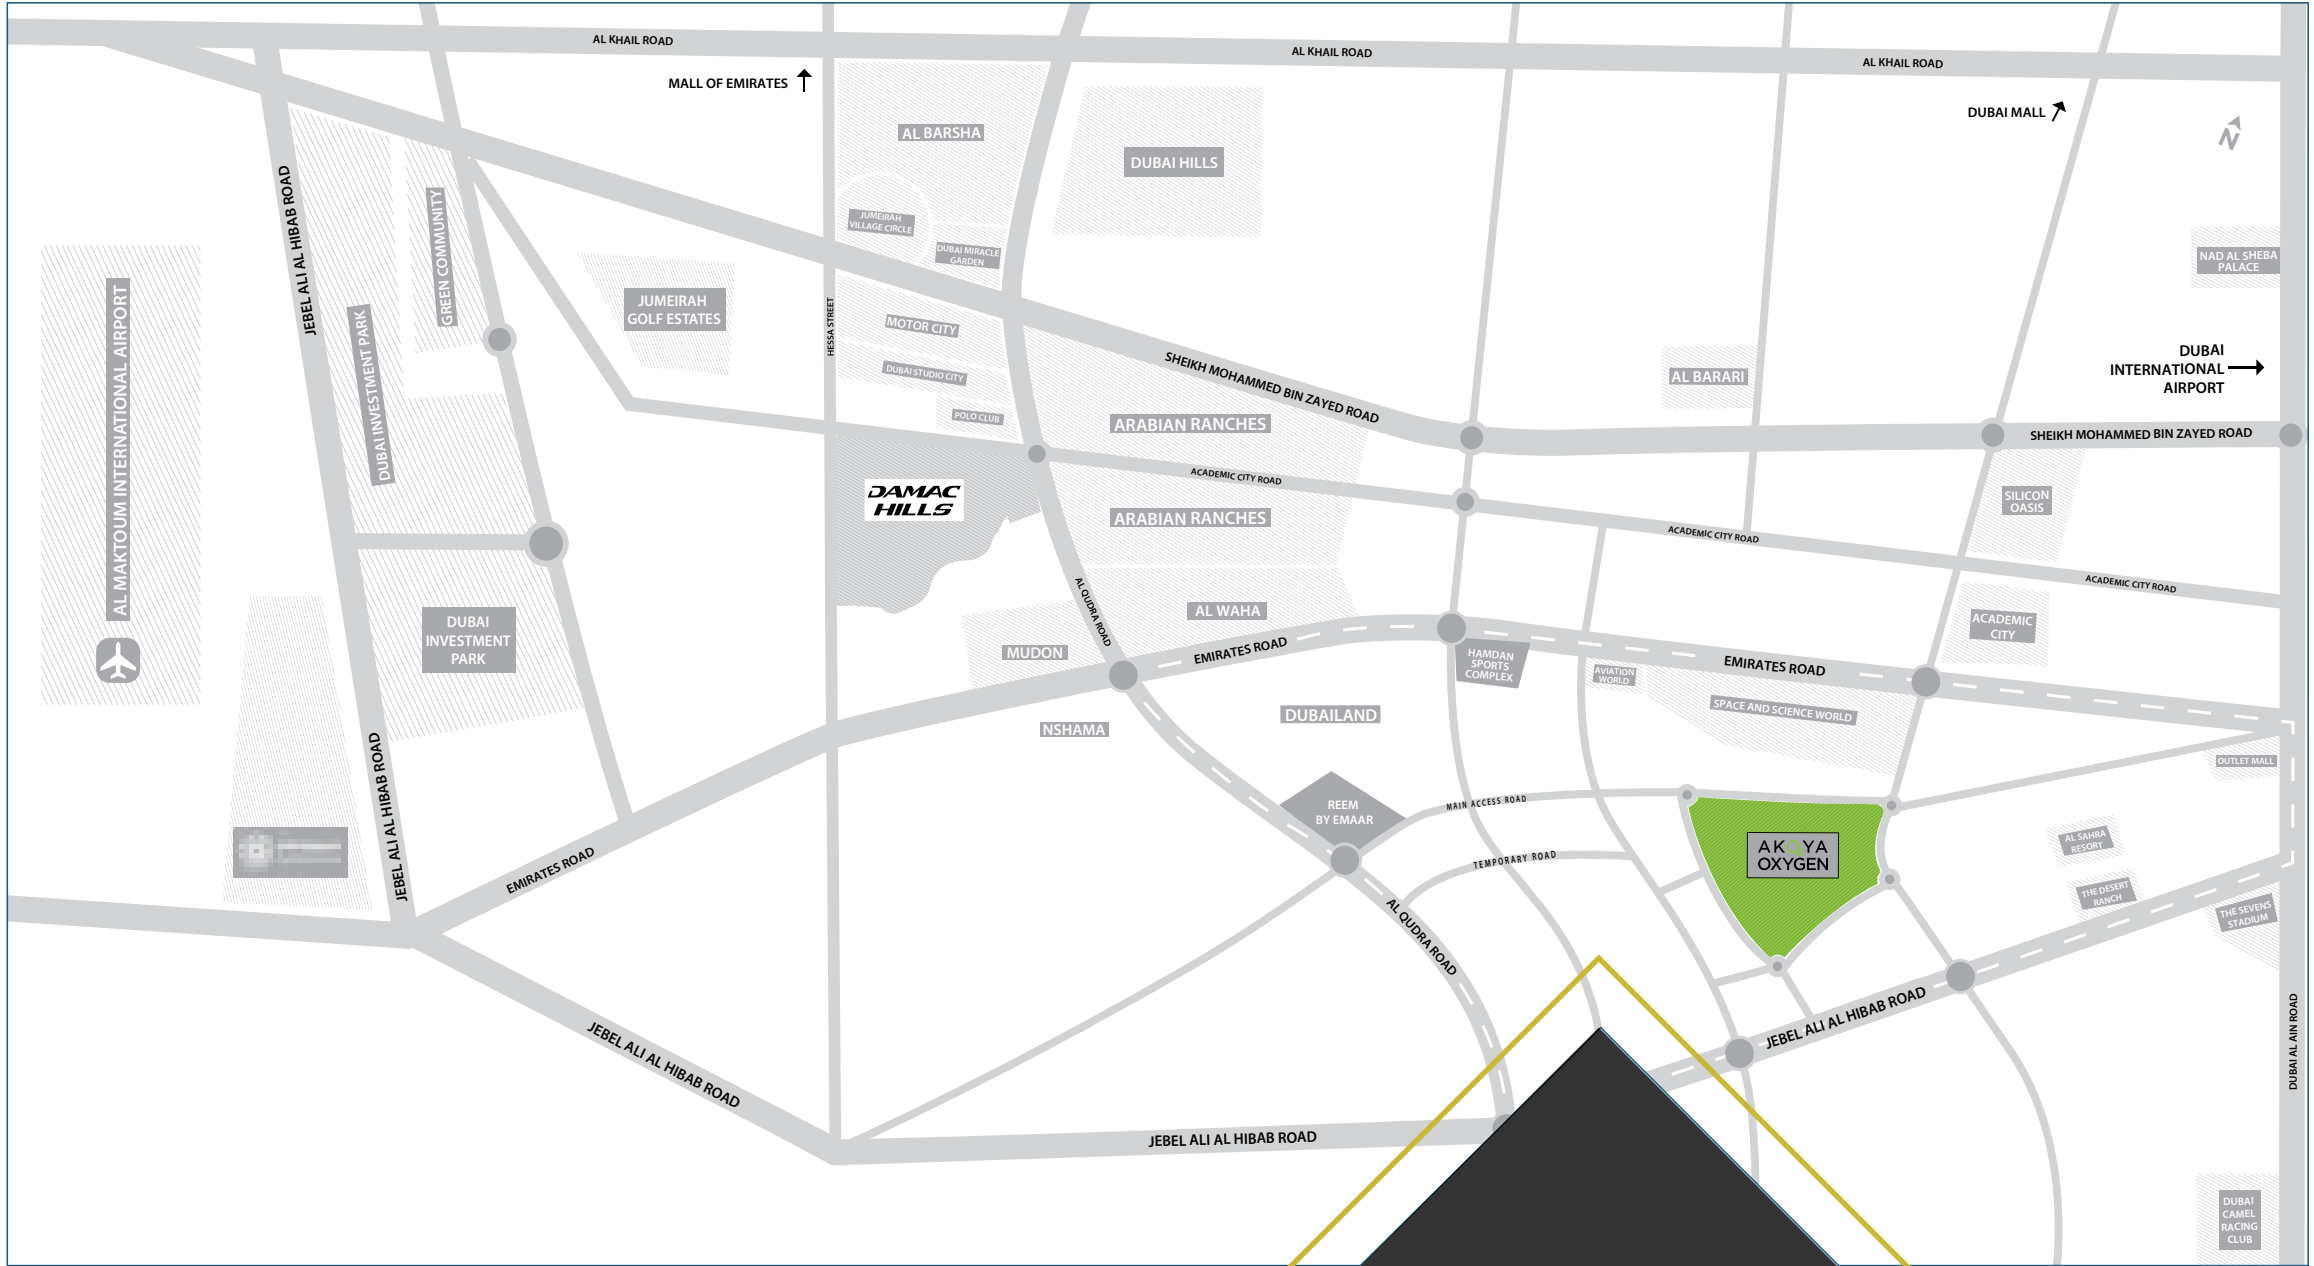 AL KHAIL ROAD
AL KHAIL ROAD
AL KHAIL ROAD
MALL OF EMIRATES
DUBAI MALL
N
AL BARSHA
DUBAI HILLS
JEBEL ALI AL HIBAB ROAD
GREEN COMMUNITY
JUMEIRAH
VILLAGE CIRCLE
DUBAI MIRACLE
GARDEN
NAD AL SHEBA
PALACE
AL MAKTOUM INTERNATIONAL AIRPORT
DUBAI INVESTMENT PARK
JUMEIRAH
GOLF ESTATES
HESSA STREET
MOTOR CITY
DUBAI STUDIO CITY
POLO CLUB
SHEIKH MOHAMMED BIN ZAYED ROAD
AL BARARI
DUBAI
INTERNATIONAL
AIRPORT
SHEIKH MOHAMMED BIN ZAYED ROAD
ARABIAN RANCHES
ACADEMIC CITY ROAD
DAMAC
HILLS
ARABIAN RANCHES
ACADEMIC CITY ROAD
SILICON
OASIS
ACADEMIC CITY ROAD
DUBAI
INVESTMENT
PARK
AL QUDRA ROAD
AL WAHA
ACADEMIC
CITY
MUDON
EMIRATES ROAD
HAMDAN
SPORTS
COMPLEX
AVIATION
WORLD
EMIRATES ROAD
SPACE AND SCIENCE WORLD
NSHAMA
DUBAILAND
OUTLET MALL
JEBEL ALI AL HIBAB ROAD
REEM
BY EMAAR
MAIN ACCESS ROAD
TEMPORARY ROAD
AKOYA
OXYGEN
AL SAHRA
RESORT
THE DESERT
RANCH
THE SEVENS
STADIUM
EMIRATES ROAD
AL QUDRA ROAD
JEBEL ALI AL HIBAB ROAD
JEBEL ALI AL HIBAB ROAD
JEBEL ALI AL HIBAB ROAD
DUBAI AL AIN ROAD
DUBAI
CAMEL
RACING
CLUB